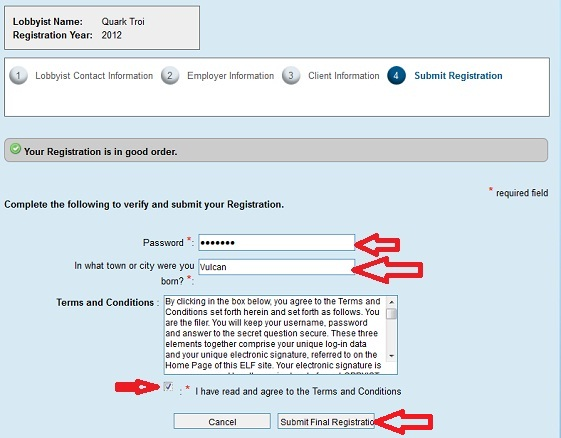 Lobbyist Name: Quark Troi
Registration Year: 2012
1 Lobbyist Contact Information 2 Employer Information 3 Client Information 4 Submit Registration
Your Registration is in good order.
* required field
Complete the following to verify and submit your Registration.
Password *: •••••••
In what town or city were you
born? *: Vulcan
Terms and Conditions :
By clicking in the box below, you agree to the Terms and
Conditions set forth herein and set forth as follows. You
are the filer. You will keep your username, password
and answer to the secret question secure. These three
elements together comprise your unique log-in data
and your unique electronic signature, referred to on the
Home Page of this ELF site. Your electronic signature is
: * I have read and agree to the Terms and Conditions
Cancel Submit Final Registratio